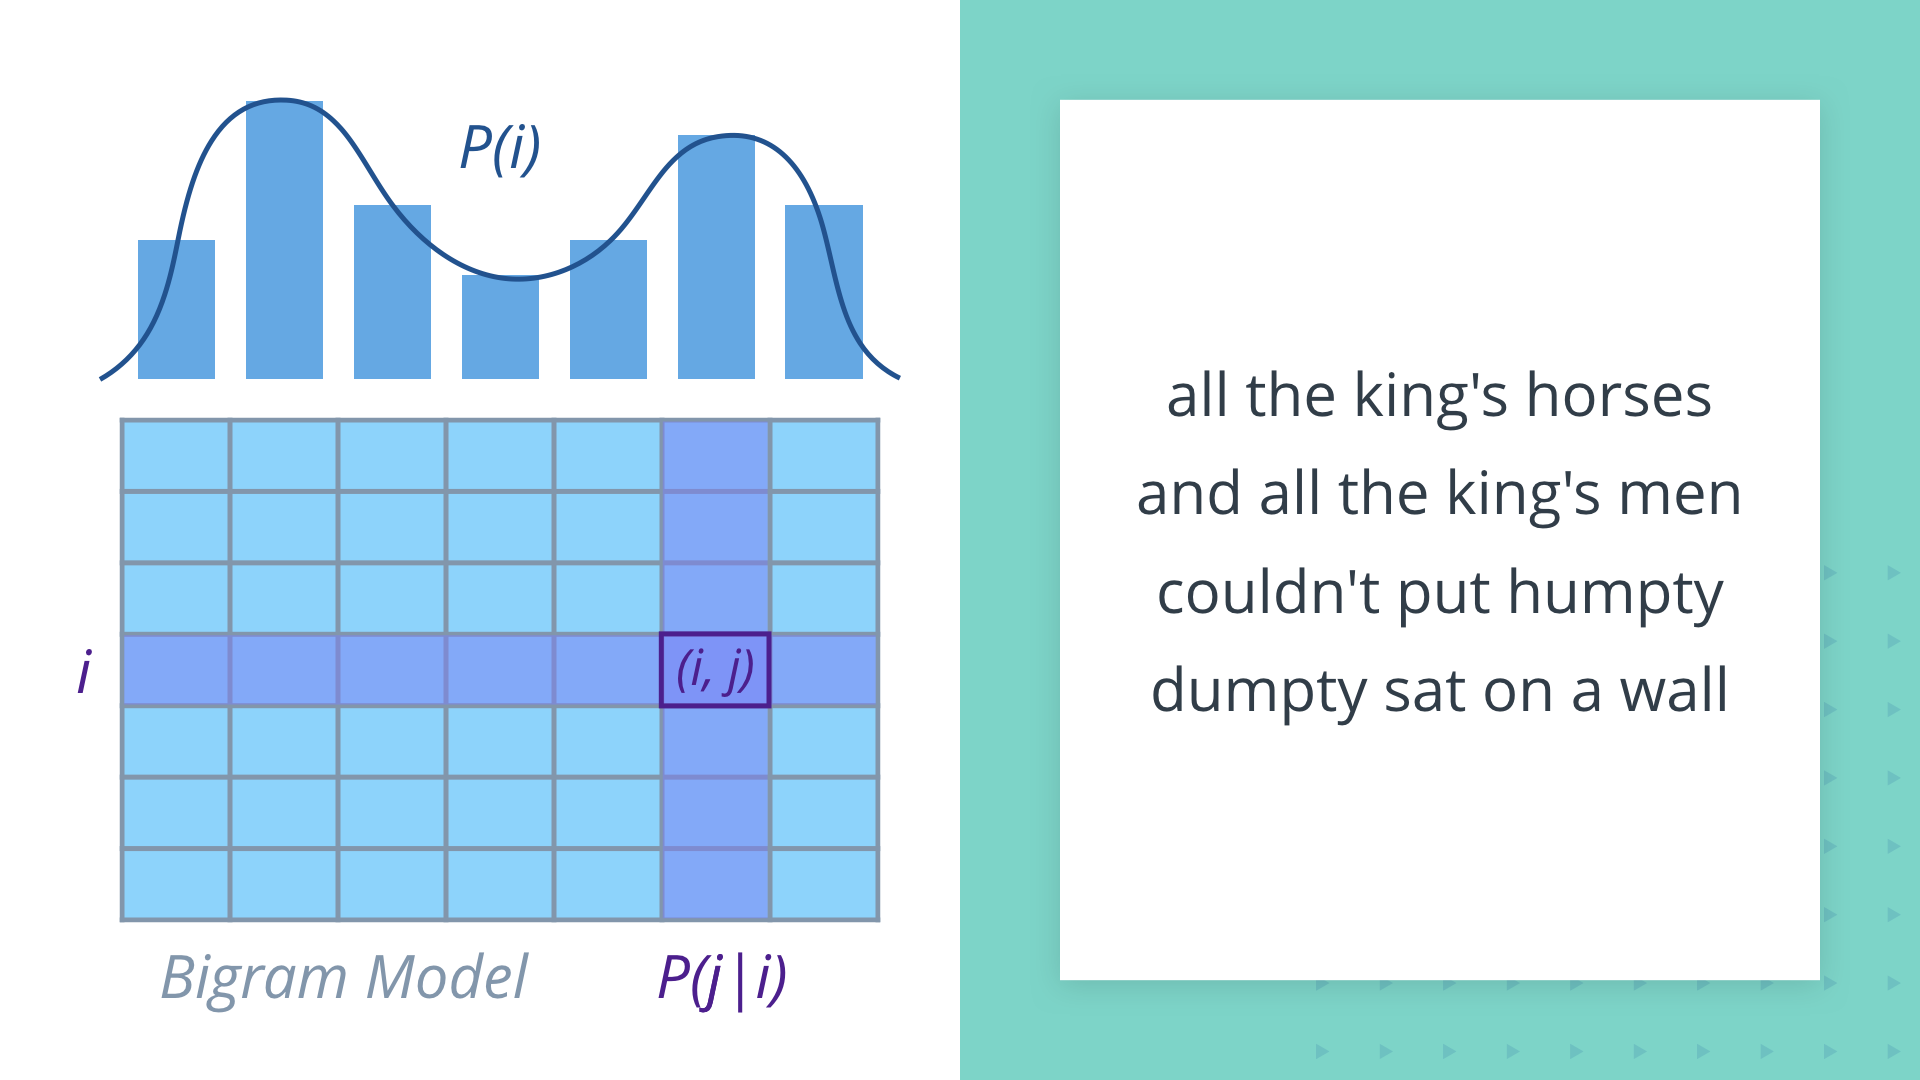 P(i)
i
(i, j)
Bigram Model
P(j|i)
all the king's horses
and all the king's men
couldn't put humpty
dumpty sat on a wall